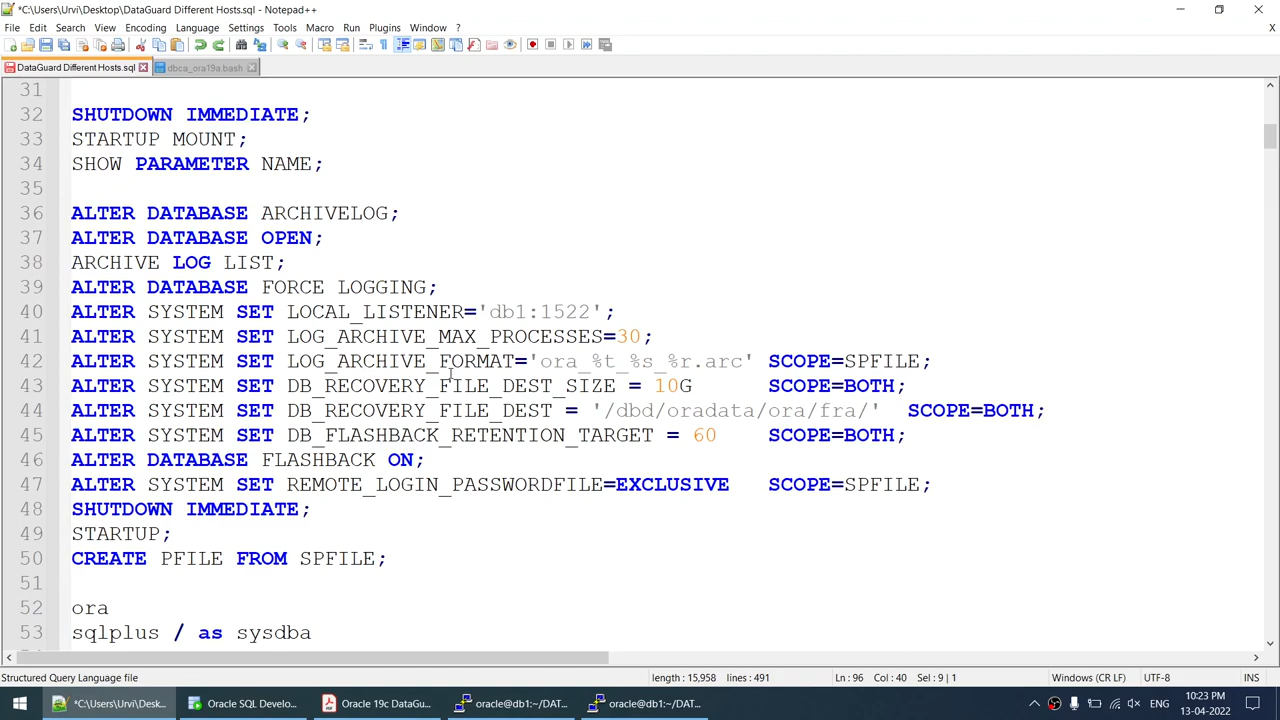 *C:\Users\Urvi\Desktop\DataGuard Different Hosts.sql - Notepad++
File Edit Search View Encoding Language Settings Tools Macro Run Plugins Window ?
X
DataGuard Different Hosts.sql dbca_ora19a.bash
31
32 SHUTDOWN IMMEDIATE;
33 STARTUP MOUNT;
34 SHOW PARAMETER NAME;
35
36 ALTER DATABASE ARCHIVELOG;
37 ALTER DATABASE OPEN;
38 ARCHIVE LOG LIST;
39 ALTER DATABASE FORCE LOGGING;
40 ALTER SYSTEM SET LOCAL_LISTENER='db1:1522';
41 ALTER SYSTEM SET LOG_ARCHIVE_MAX_PROCESSES=30;
42 ALTER SYSTEM SET LOG_ARCHIVE_FORMAT='ora_%t_%s_%r.arc' SCOPE=SPFILE;
43 ALTER SYSTEM SET DB_RECOVERY_FILE_DEST_SIZE = 10G SCOPE=BOTH;
44 ALTER SYSTEM SET DB_RECOVERY_FILE_DEST = '/dbd/oradata/ora/fra/' SCOPE=BOTH;
45 ALTER SYSTEM SET DB_FLASHBACK_RETENTION_TARGET = 60 SCOPE=BOTH;
46 ALTER DATABASE FLASHBACK ON;
47 ALTER SYSTEM SET REMOTE_LOGIN_PASSWORDFILE=EXCLUSIVE SCOPE=SPFILE;
48 SHUTDOWN IMMEDIATE;
49 STARTUP;
50 CREATE PFILE FROM SPFILE;
51
52 ora
53 sqlplus / as sysdba
Structured Query Language file length : 15,958 lines : 491 Ln : 96 Col : 40 Sel : 9 | 1 Windows (CR LF) UTF-8 INS
*C:\Users\Urvi\Desk... Oracle SQL Develo... Oracle 19c DataGu... oracle@db1:~/DAT... oracle@db1:~/DAT... ENG 10:23 PM
13-04-2022